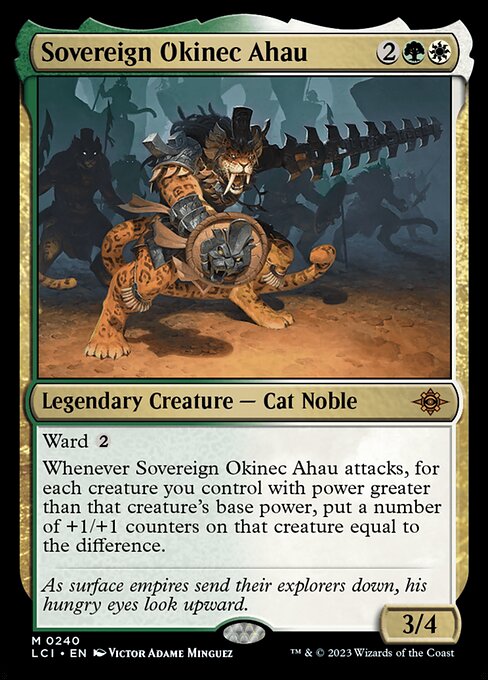 Sovereign Okinec Ahau 2
Legendary Creature — Cat Noble
Ward 2
Whenever Sovereign Okinec Ahau attacks, for
each creature you control with power greater
than that creature's base power, put a number
of +1/+1 counters on that creature equal to
the difference.
As surface empires send their explorers down, his
hungry eyes look upward.
3/4
M 0240
LCI • EN Victor Adame Minguez
™ & © 2023 Wizards of the Coast